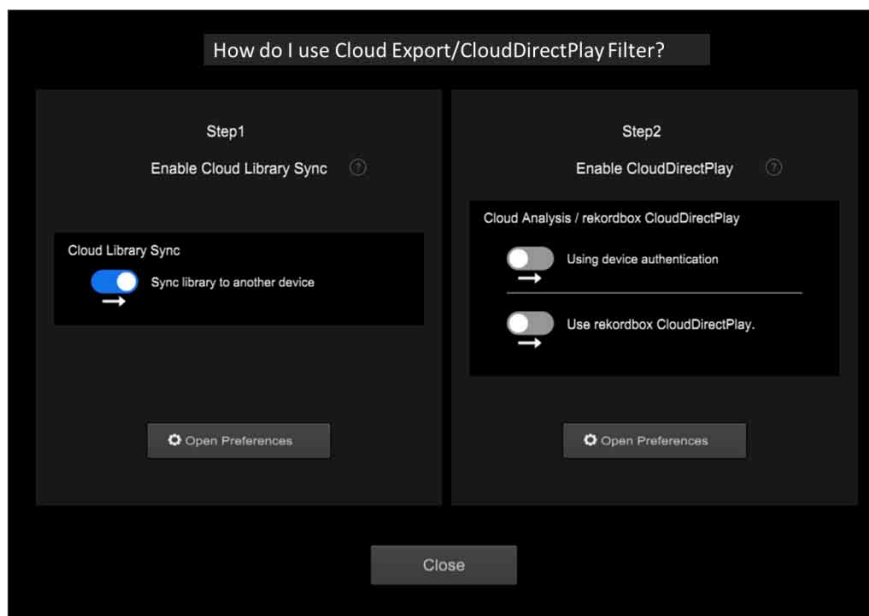 How do I use Cloud Export/CloudDirectPlay Filter?
Step1
Enable Cloud Library Sync ?
Cloud Library Sync
Sync library to another device
Open Preferences
Step2
Enable CloudDirectPlay ?
Cloud Analysis / rekordbox CloudDirectPlay
Using device authentication
Use rekordbox CloudDirectPlay.
Open Preferences
Close